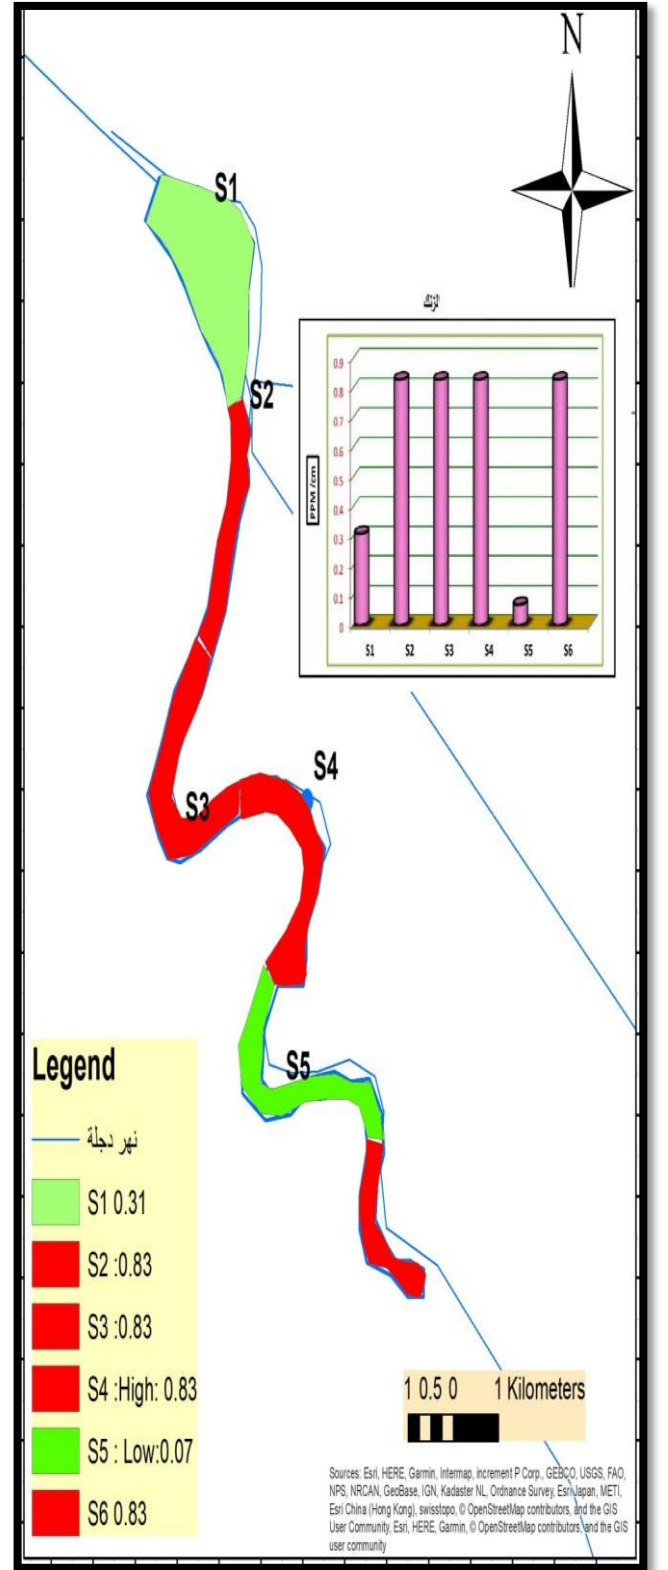 N
S1
S2
الزنك
0.9
0.8
0.7
0.6
0.5
0.4
0.3
0.2
0.1
0
PPM /cm
S1 S2 S3 S4 S5 S6
S4
S3
S5
Legend
نهر دجلة
S1 0.31
S2 :0.83
S3 :0.83
S4 :High: 0.83
S5 : Low:0.07
S6 0.83
1 0.5 0 1 Kilometers
Sources: Esri, HERE, Garmin, Intermap, increment P Corp., GEBCO, USGS, FAO,
NPS, NRCAN, GeoBase, IGN, Kadaster NL, Ordnance Survey, Esri Japan, METI,
Esri China (Hong Kong), swisstopo, © OpenStreetMap contributors, and the GIS
User Community, Esri, HERE, Garmin, © OpenStreetMap contributors, and the GIS
user community